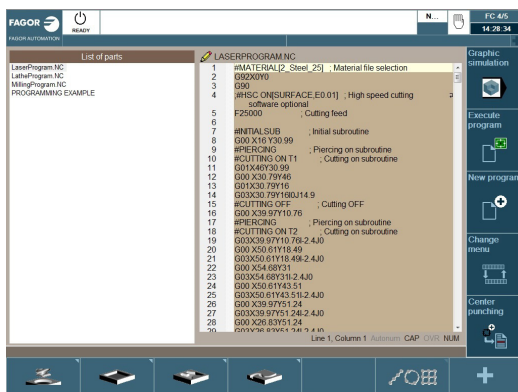 FAGOR
FAGOR AUTOMATION
READY
N...
FC 4/5
14:28:34
List of parts
LaserProgram.NC
LatheProgram.NC
MillingProgram.NC
PROGRAMMING EXAMPLE
LASERPROGRAM.NC
1 #MATERIAL[2_Steel_25] ; Material file selection
2 G92X0Y0
3 G90
4 #HSC ON[SURFACE,E0.01] ; High speed cutting
software optional
5 F25000 ; Cutting feed
6
7 #INITIALSUB ; Initial subroutine
8 G00 X16 Y30.99
9 #PIERCING ; Piercing on subroutine
10 #CUTTING ON T1 ; Cutting on subroutine
11 G01X46Y30.99
12 G00 X30.79Y46
13 G01X30.79Y16
14 G03X30.79Y16I0J14.9
15 #CUTTING OFF ; Cutting OFF
16 G00 X39.97Y10.76
17 #PIERCING ; Piercing on subroutine
18 #CUTTING ON T2 ; Cutting on subroutine
19 G03X39.97Y10.76I-2.4J0
20 G00 X50.61Y18.49
21 G03X50.61Y18.49I-2.4J0
22 G00 X54.68Y31
23 G03X54.68Y31I-2.4J0
24 G00 X50.61Y43.51
25 G03X50.61Y43.51I-2.4J0
26 G00 X39.97Y51.24
27 G03X39.97Y51.24I-2.4J0
28 G00 X26.83Y51.24
29 G03X26.83Y51.24I-2.4J0
Line 1, Column 1 Autonum: CAP OVR NUM
Graphic
simulation
Execute
program
New program
Change
menu
Center
punching